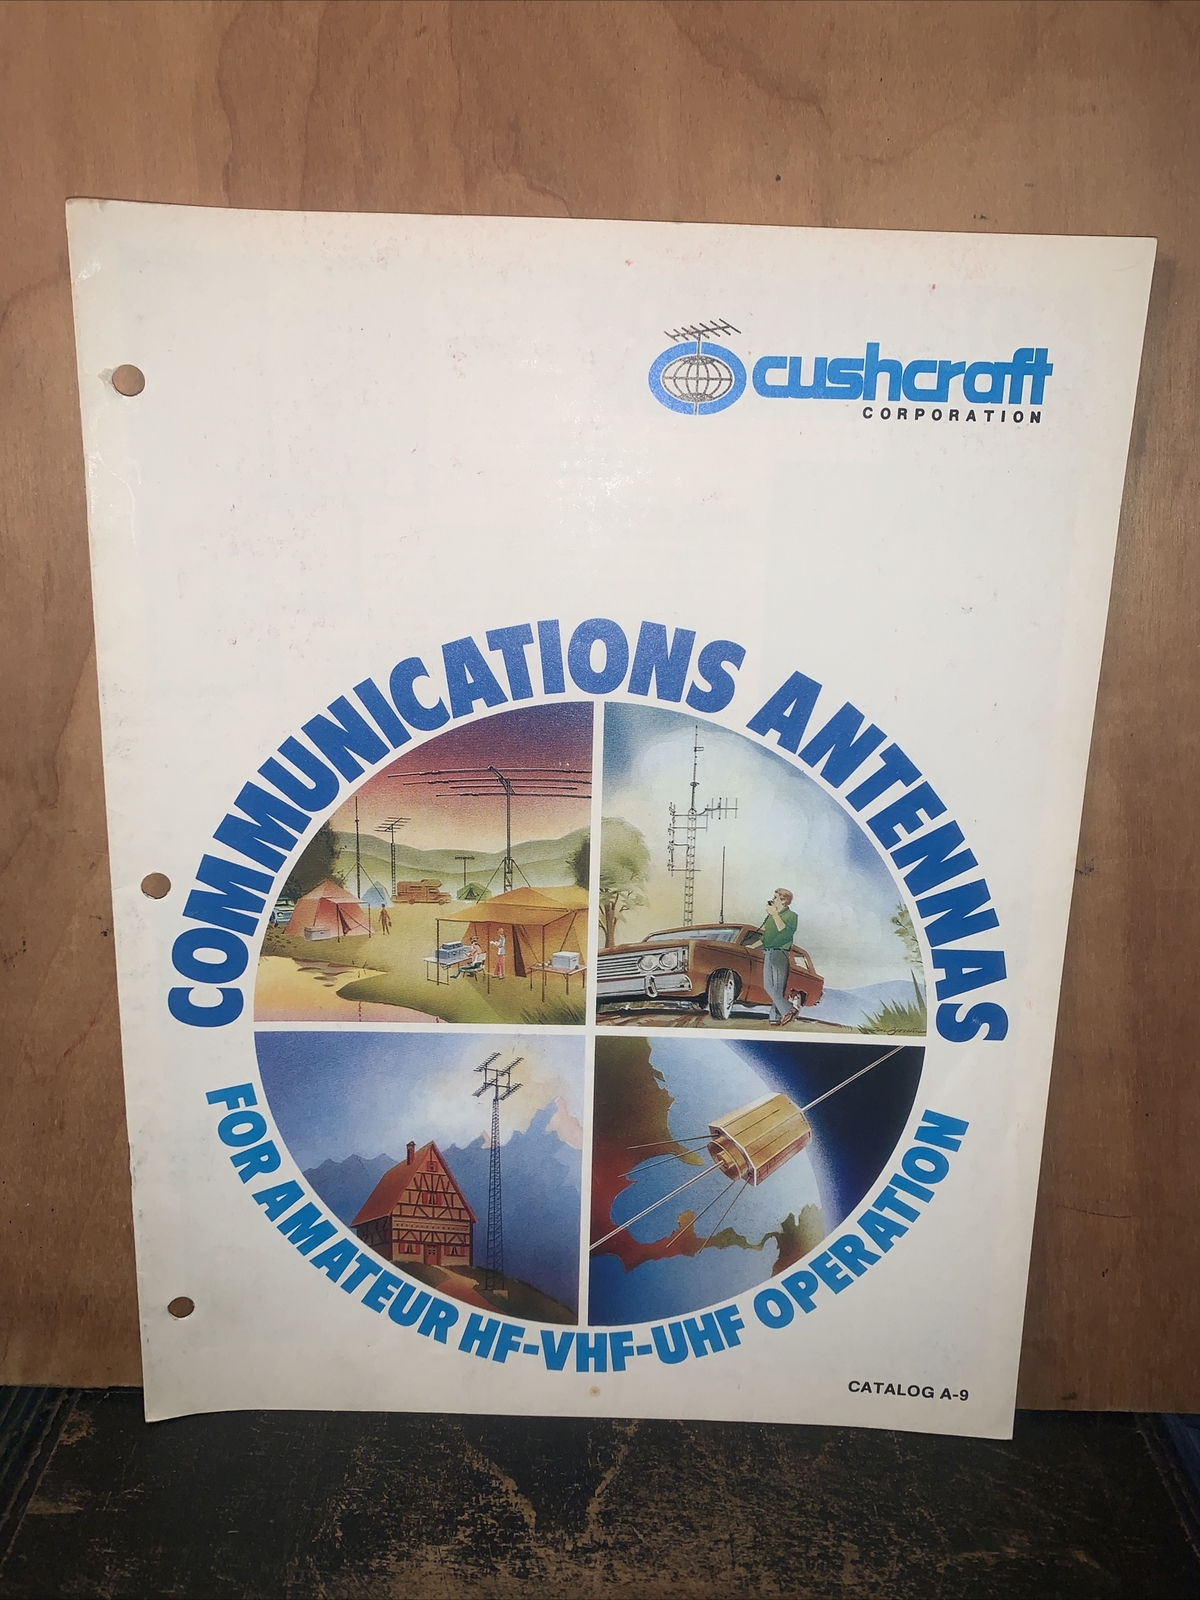 cushcraft
CORPORATION
COMMUNICATIONS ANTENNAS
FOR AMATEUR HF-VHF-UHF OPERATION
CATALOG A-9